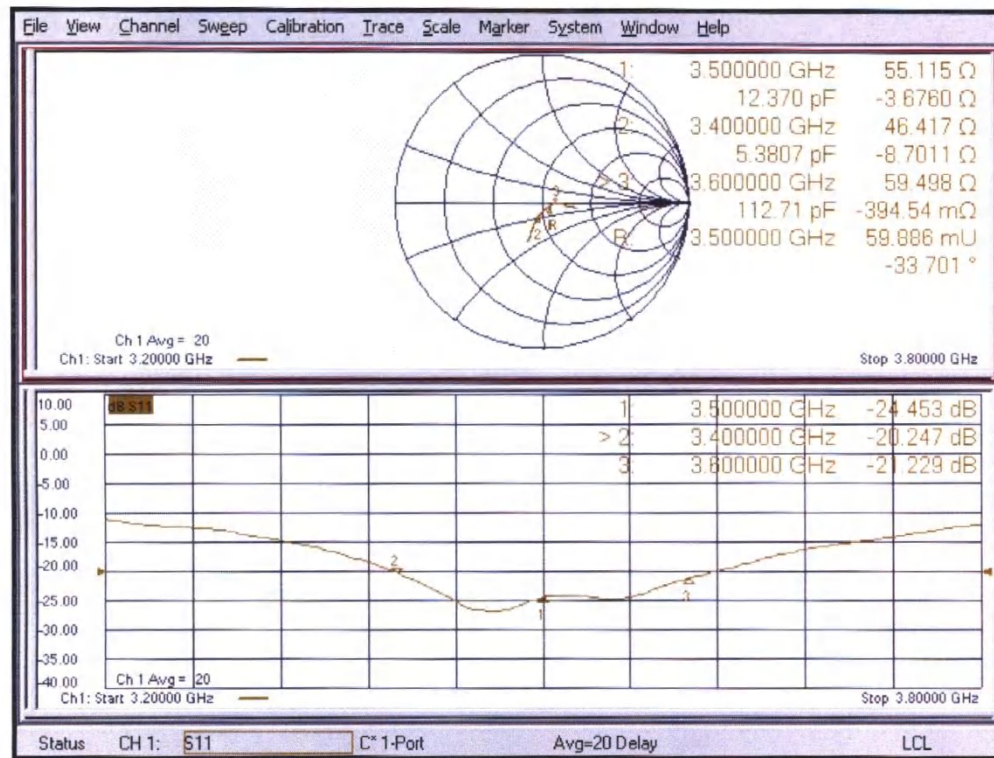 File View Channel Sweep Calibration Trace Scale Marker System Window Help
1: 3.500000 GHz 55.115 Ω
12.370 pF -3.6760 Ω
2: 3.400000 GHz 46.417 Ω
5.3807 pF -8.7011 Ω
> 3: 3.600000 GHz 59.498 Ω
112.71 pF -394.54 mΩ
R: 3.500000 GHz 59.886 mU
-33.701 °
3
1
2
R
Ch 1 Avg = 20
Ch1: Start 3.20000 GHz Stop 3.80000 GHz
10.00 dB S11
5.00
0.00
-5.00
-10.00
-15.00
-20.00
-25.00
-30.00
-35.00
-40.00
1: 3.500000 GHz -24.453 dB
> 2: 3.400000 GHz -20.247 dB
3: 3.600000 GHz -21.229 dB
2
1
3
Ch 1 Avg = 20
Ch1: Start 3.20000 GHz Stop 3.80000 GHz
Status CH 1: S11 C* 1-Port Avg=20 Delay LCL